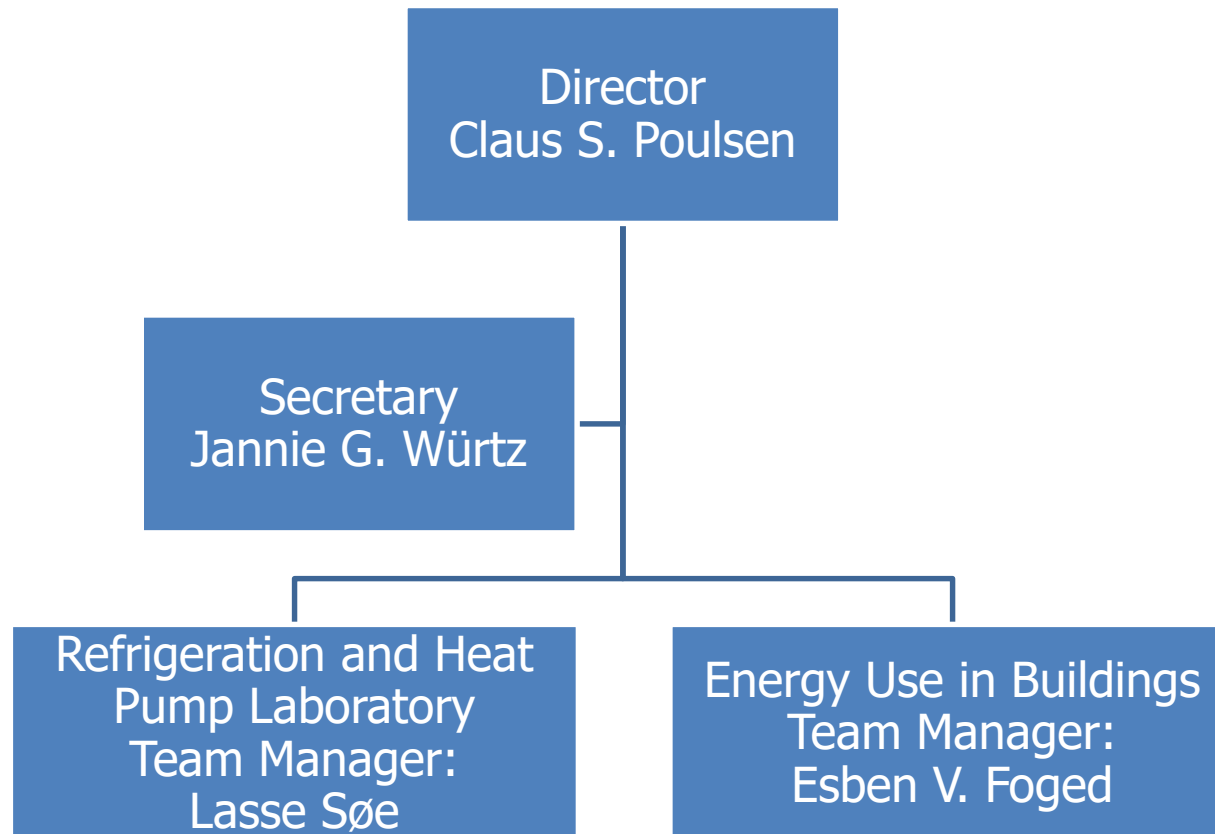 Director
Claus S. Poulsen
Secretary
Jannie G. Würtz
Refrigeration and Heat
Pump Laboratory
Team Manager:
Lasse Søe
Energy Use in Buildings
Team Manager:
Esben V. Foged